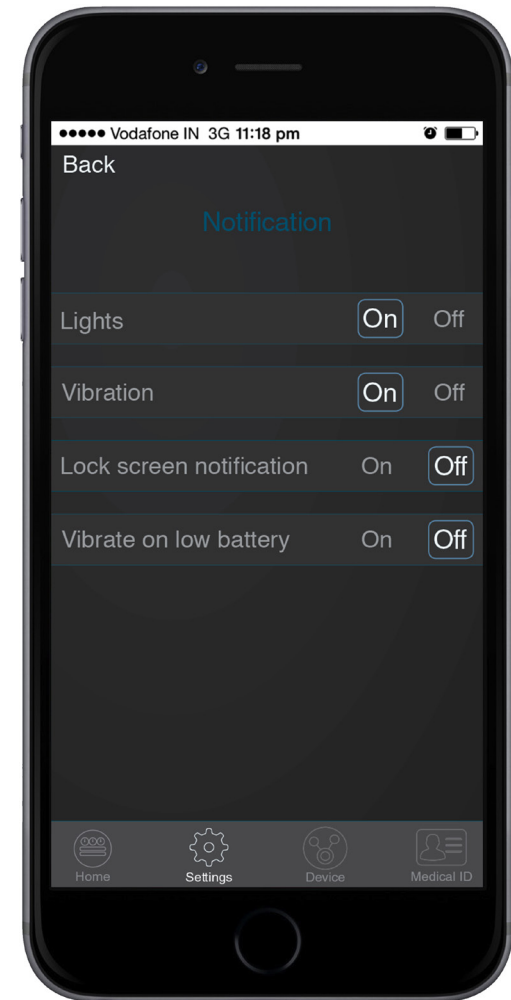 Vodafone IN 3G 11:18 pm
Back
Notification
Lights On Off
Vibration On Off
Lock screen notification On Off
Vibrate on low battery On Off
Home Settings Device Medical ID